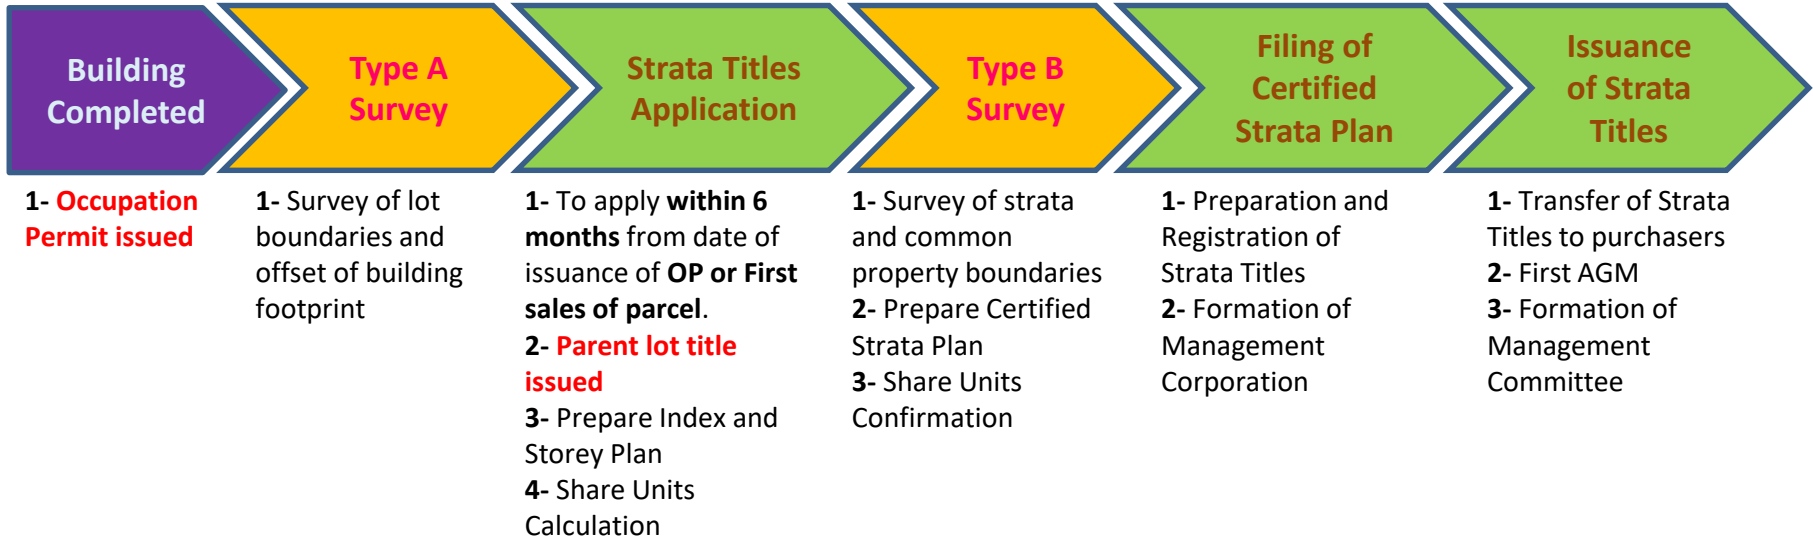 Building
Completed
Type A
Survey
Strata Titles
Application
Type B
Survey
Filing of
Certified
Strata Plan
Issuance
of Strata
Titles
1- Occupation
Permit issued
1- Survey of lot
boundaries and
offset of building
footprint
1- To apply within 6
months from date of
issuance of OP or First
sales of parcel.
2- Parent lot title
issued
3- Prepare Index and
Storey Plan
4- Share Units
Calculation
1- Survey of strata
and common
property boundaries
2- Prepare Certified
Strata Plan
3- Share Units
Confirmation
1- Preparation and
Registration of
Strata Titles
2- Formation of
Management
Corporation
1- Transfer of Strata
Titles to purchasers
2- First AGM
3- Formation of
Management
Committee